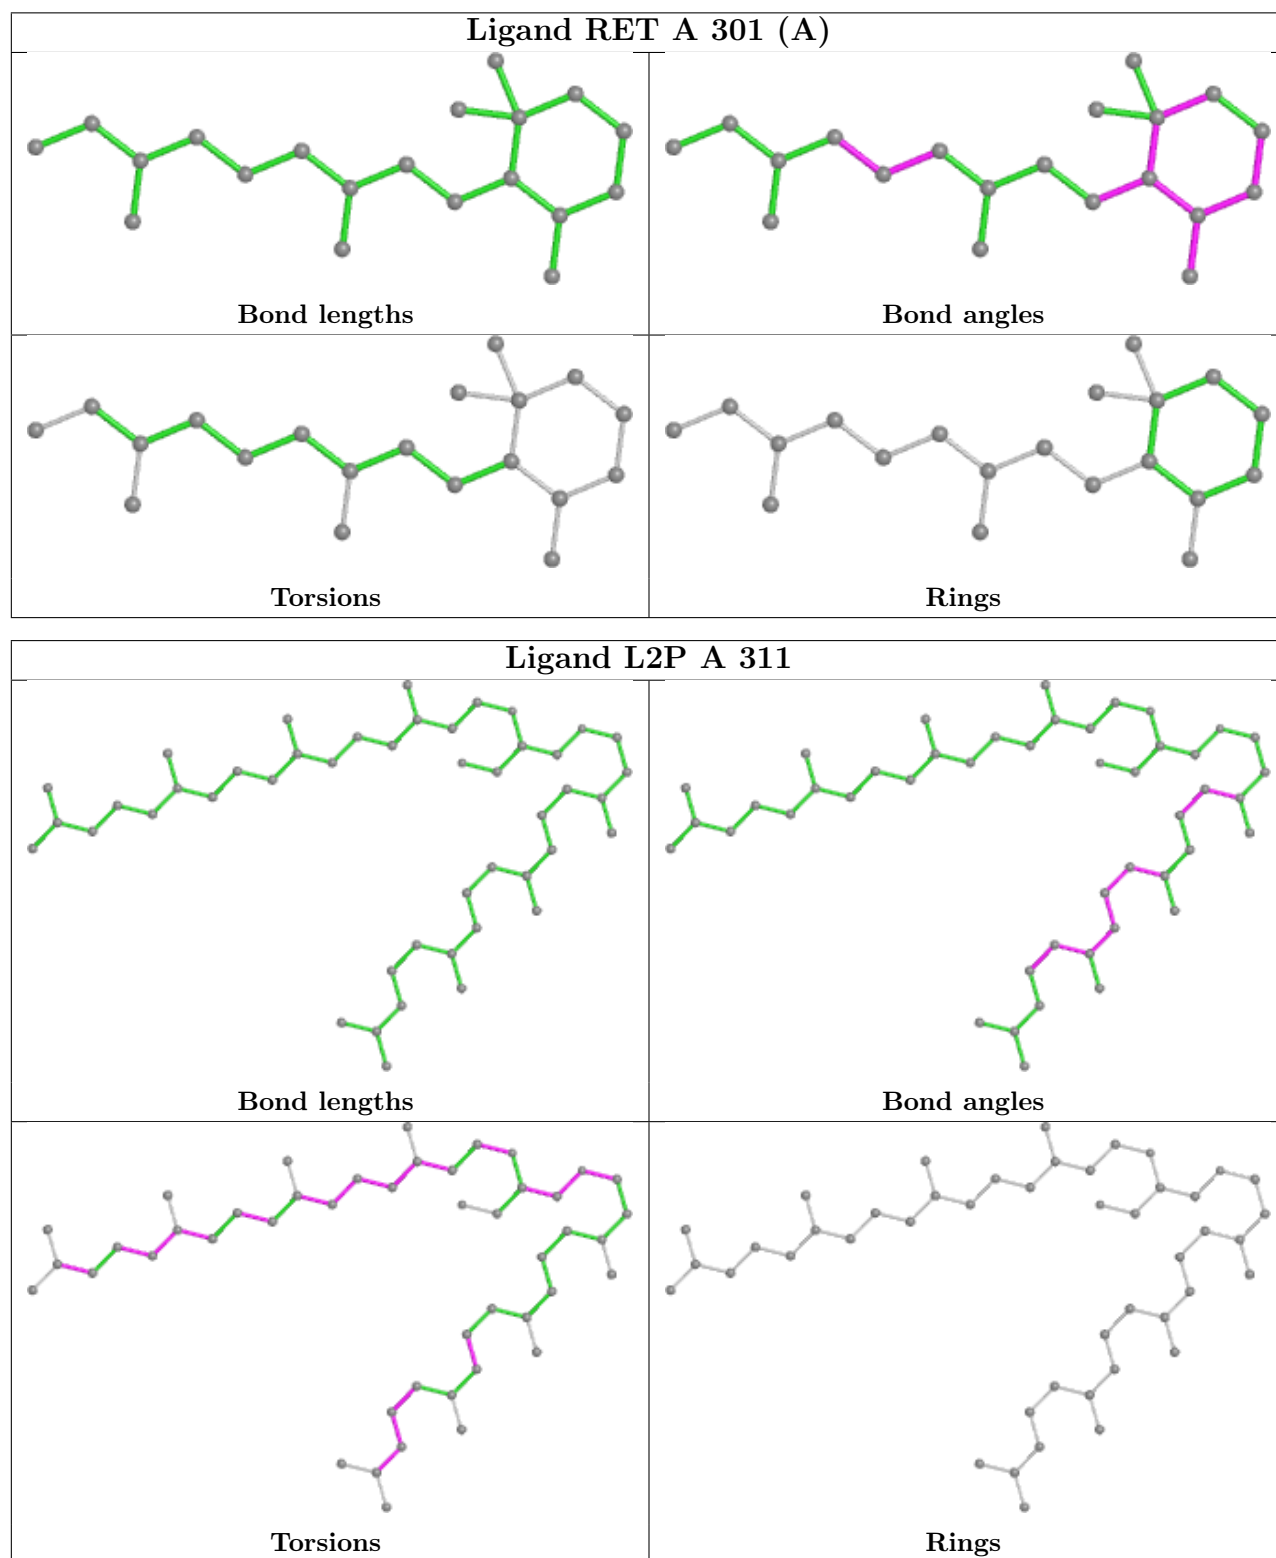 Ligand RET A 301 (A)
Bond lengths
Bond angles
Torsions
Rings
Ligand L2P A 311
Bond lengths
Bond angles
Torsions
Rings